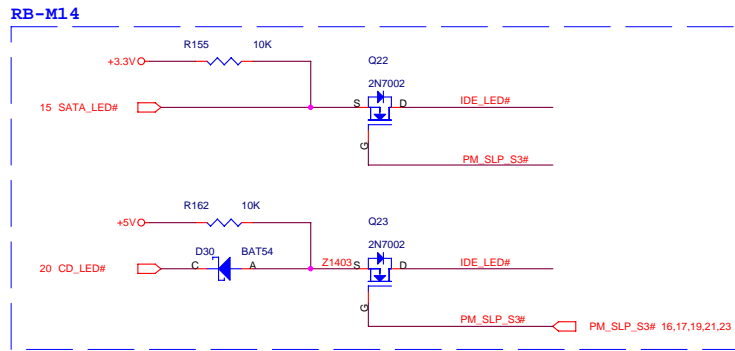 RB-M14
R155 10K
Q22
+3.3V
2N7002
15 SATA_LED# S D IDE_LED#
G
PM_SLP_S3#
R162 10K
Q23
+5V
2N7002
D30 BAT54
20 CD_LED# C A Z1403 S D IDE_LED#
G
PM_SLP_S3#
PM_SLP_S3# 16,17,19,21,23